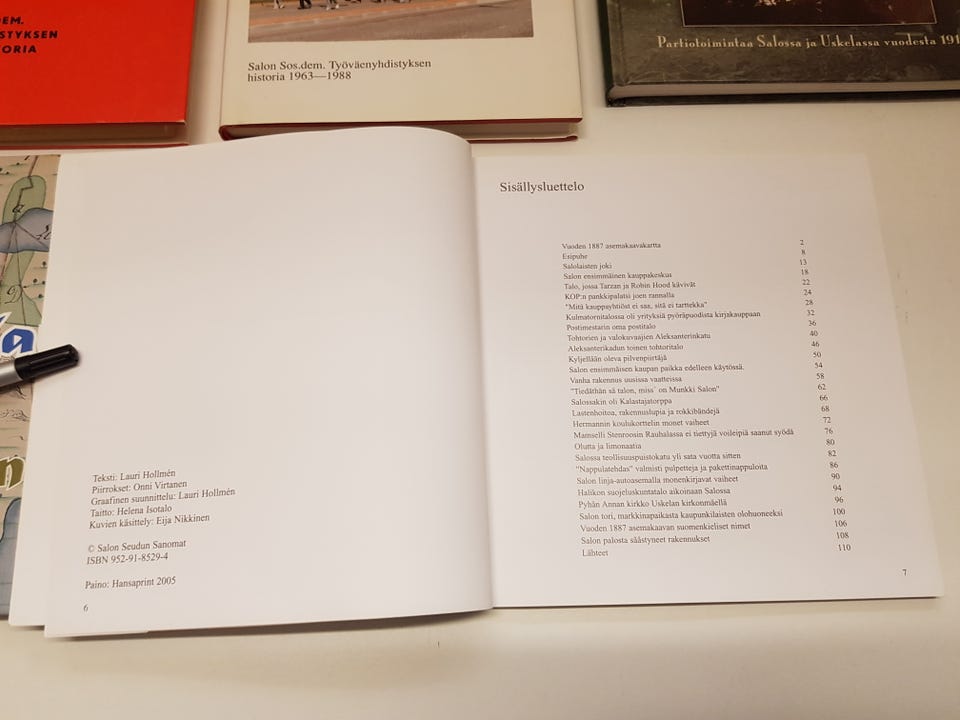 DEM.
STYKSEN
ORIA
Salon Sos.dem. Työväenyhdistyksen
historia 1963—1988
Partiotoimintaa Salossa ja Uskelassa vuodesta 191
Teksti: Lauri Hollmén
Piirrokset: Onni Virtanen
Graafinen suunnittelu: Lauri Hollmén
Taitto: Helena Isotalo
Kuvien käsittely: Eija Nikkinen
© Salon Seudun Sanomat
ISBN 952-91-8529-4
Paino: Hansaprint 2005
6
Sisällysluettelo
Vuoden 1887 asemakaavakartta 2
Esipuhe 8
Salolaisten joki 13
Salon ensimmäinen kauppakeskus 18
Talo, jossa Tarzan ja Robin Hood kävivät 22
KOP:n pankkipalatsi joen rannalla 24
"Mitä kauppayhtiöst ei saa, sitä ei tarttekka" 28
Kulmatornitalossa oli yrityksiä pyöräpuodista kirjakauppaan 32
Postimestarin oma postitalo 36
Tohtorien ja valokuvaajien Aleksanterinkatu 40
Aleksanterikadun toinen tohtoritalo 46
Kyljellään oleva pilvenpiirtäjä 50
Salon ensimmäisen kaupan paikka edelleen käytössä. 54
Vanha rakennus uusissa vaatteissa 58
"Tiedäthän sä talon, miss´ on Munkki Salon" 62
Salossakin oli Kalastajatorppa 66
Lastenhoitoa, rakennuslupia ja rokkibändejä 68
Hermannin koulukorttelin monet vaiheet 72
Mamselli Stenroosin Rauhalassa ei tiettyjä voileipiä saanut syödä 76
Olutta ja limonaatia 80
Salossa teollisuuspuistokatu yli sata vuotta sitten 82
"Nappulatehdas" valmisti pulpetteja ja pakettinappuloita 86
Salon linja-autoasemalla monenkirjavat vaiheet 90
Halikon suojeluskuntatalo aikoinaan Salossa 94
Pyhän Annan kirkko Uskelan kirkonmäellä 96
Salon tori, markkinapaikasta kaupunkilaisten olohuoneeksi 100
Vuoden 1887 asemakaavan suomenkieliset nimet 106
Salon palosta säästyneet rakennukset 108
Lähteet 110
7